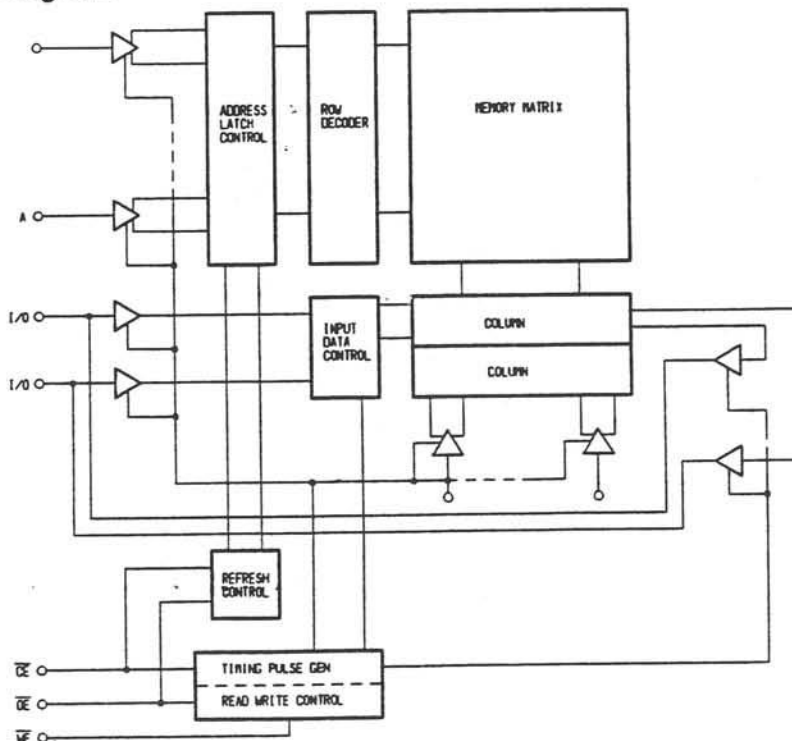 ADDRESS
LATCH
CONTROL
ROW
DECODER
MEMORY MATRIX
A
I/O
INPUT
DATA
CONTROL
COLUMN
I/O
COLUMN
REFRESH
CONTROL
CE
TIMING PULSE GEN
OE
READ WRITE CONTROL
WE